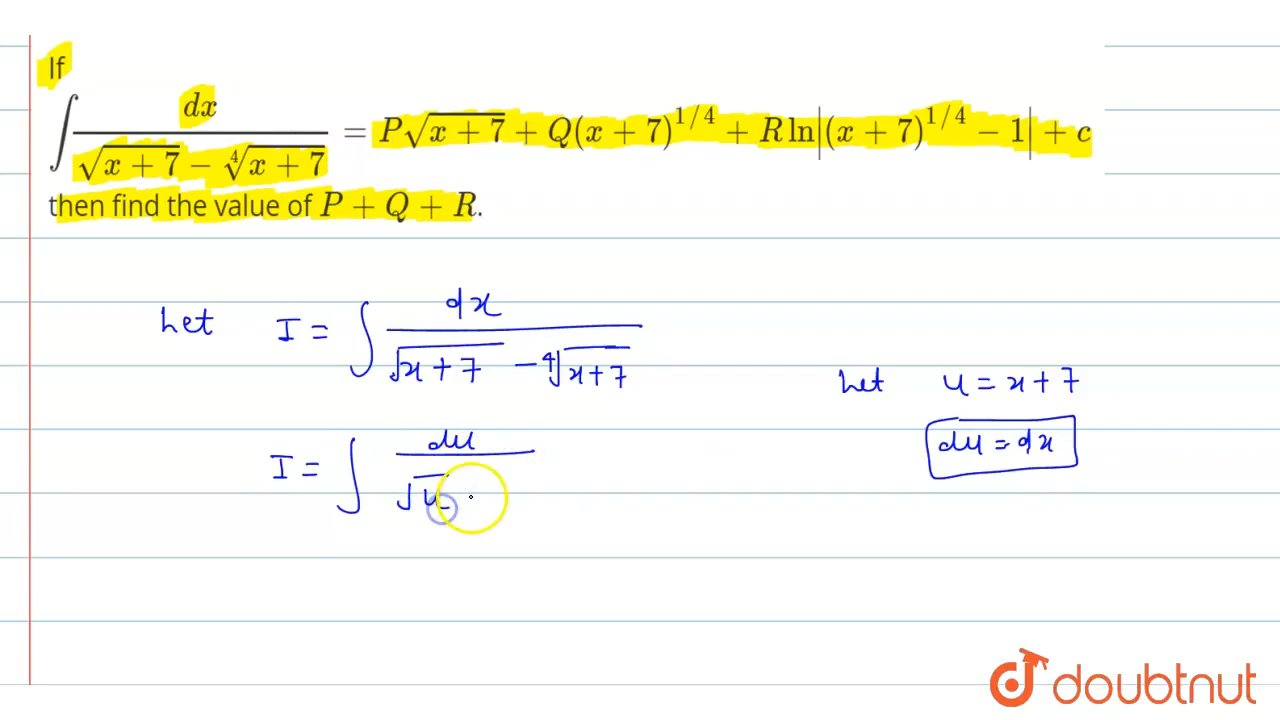 If
∫ dx / (√(x + 7) − ∜(x + 7)) = P√(x + 7) + Q(x + 7)^{1/4} + R ln|(x + 7)^{1/4} − 1| + c
then find the value of P + Q + R.
Let I = ∫ dx / (√(x + 7) − ∜(x + 7))
Let u = x + 7
du = dx
I = ∫ du / √u
doubtnut